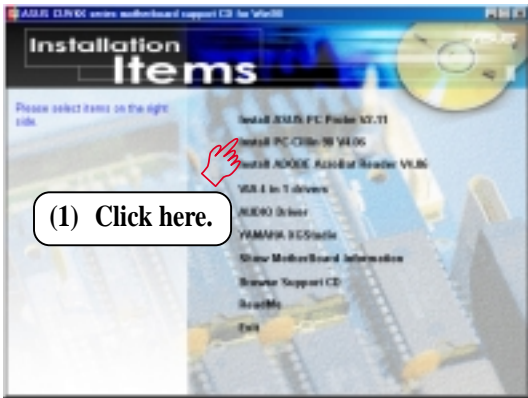 ASUS CUV4X series motherboard support CD for Win98
Installation
Items
Please select items on the right
side.
Install ASUS PC Probe V2.11
Install PC-Cillin 98 V4.06
Install ADOBE Acrobat Reader V4.06
VIA 4 in 1 drivers
AUDIO Driver
YAMAHA XGStudio
Show MotherBoard Information
Browse Support CD
ReadMe
Exit
(1) Click here.